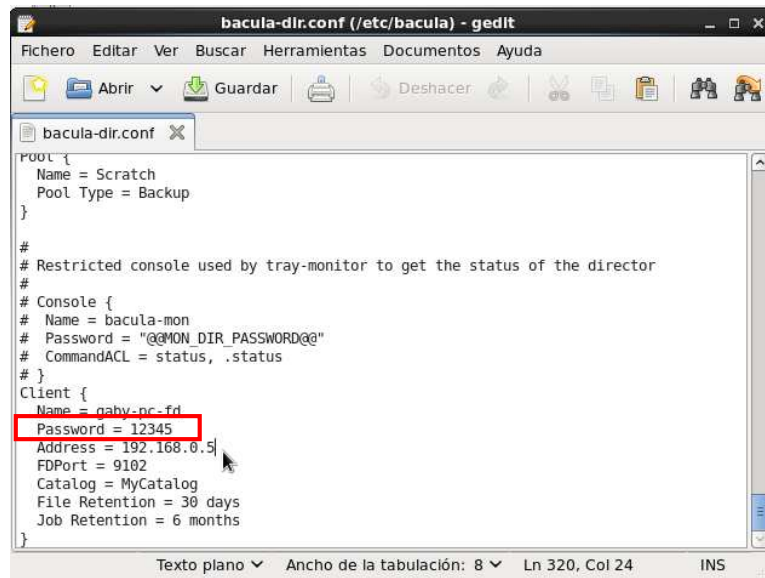 bacula-dir.conf (/etc/bacula) - gedit
Fichero Editar Ver Buscar Herramientas Documentos Ayuda
Abrir Guardar Deshacer
bacula-dir.conf
Pool {
  Name = Scratch
  Pool Type = Backup
}
#
# Restricted console used by tray-monitor to get the status of the director
#
# Console {
#  Name = bacula-mon
#  Password = "@@MON_DIR_PASSWORD@@"
#  CommandACL = status, .status
# }
Client {
  Name = gaby-pc-fd
  Password = 12345
  Address = 192.168.0.5
  FDPort = 9102
  Catalog = MyCatalog
  File Retention = 30 days
  Job Retention = 6 months
}
Texto plano Ancho de la tabulación: 8 Ln 320, Col 24 INS